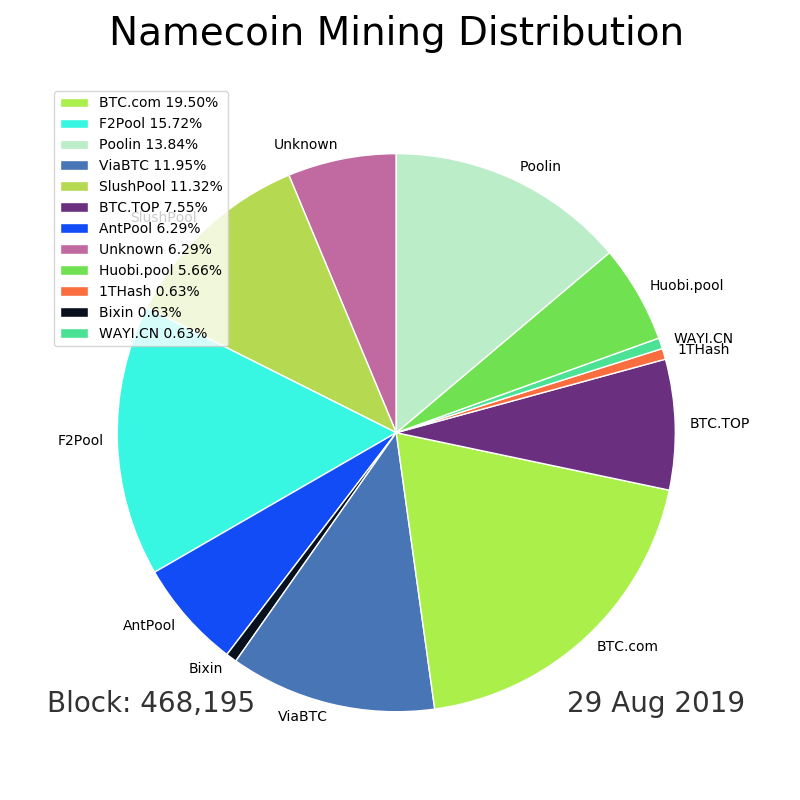 Namecoin Mining Distribution
BTC.com 19.50%
F2Pool 15.72%
Poolin 13.84%
ViaBTC 11.95%
SlushPool 11.32%
BTC.TOP 7.55%
AntPool 6.29%
Unknown 6.29%
Huobi.pool 5.66%
1THash 0.63%
Bixin 0.63%
WAYI.CN 0.63%
Unknown
Poolin
SlushPool
Huobi.pool
WAYI.CN
1THash
BTC.TOP
F2Pool
AntPool
BTC.com
Bixin
ViaBTC
Block: 468,195
29 Aug 2019